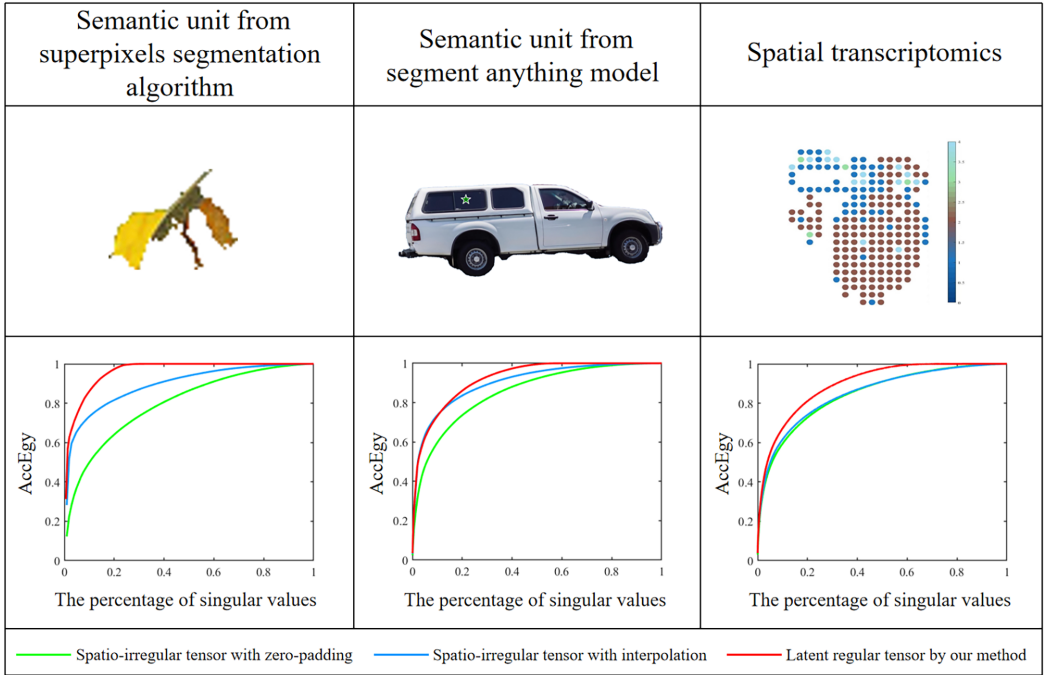 Semantic unit from
superpixels segmentation
algorithm
Semantic unit from
segment anything model
Spatial transcriptomics
AccEgy
1
0.8
0.6
0.4
0.2
0
0 0.2 0.4 0.6 0.8 1
The percentage of singular values
AccEgy
1
0.8
0.6
0.4
0.2
0
0 0.2 0.4 0.6 0.8 1
The percentage of singular values
AccEgy
1
0.8
0.6
0.4
0.2
0
0 0.2 0.4 0.6 0.8 1
The percentage of singular values
Spatio-irregular tensor with zero-padding
Spatio-irregular tensor with interpolation
Latent regular tensor by our method